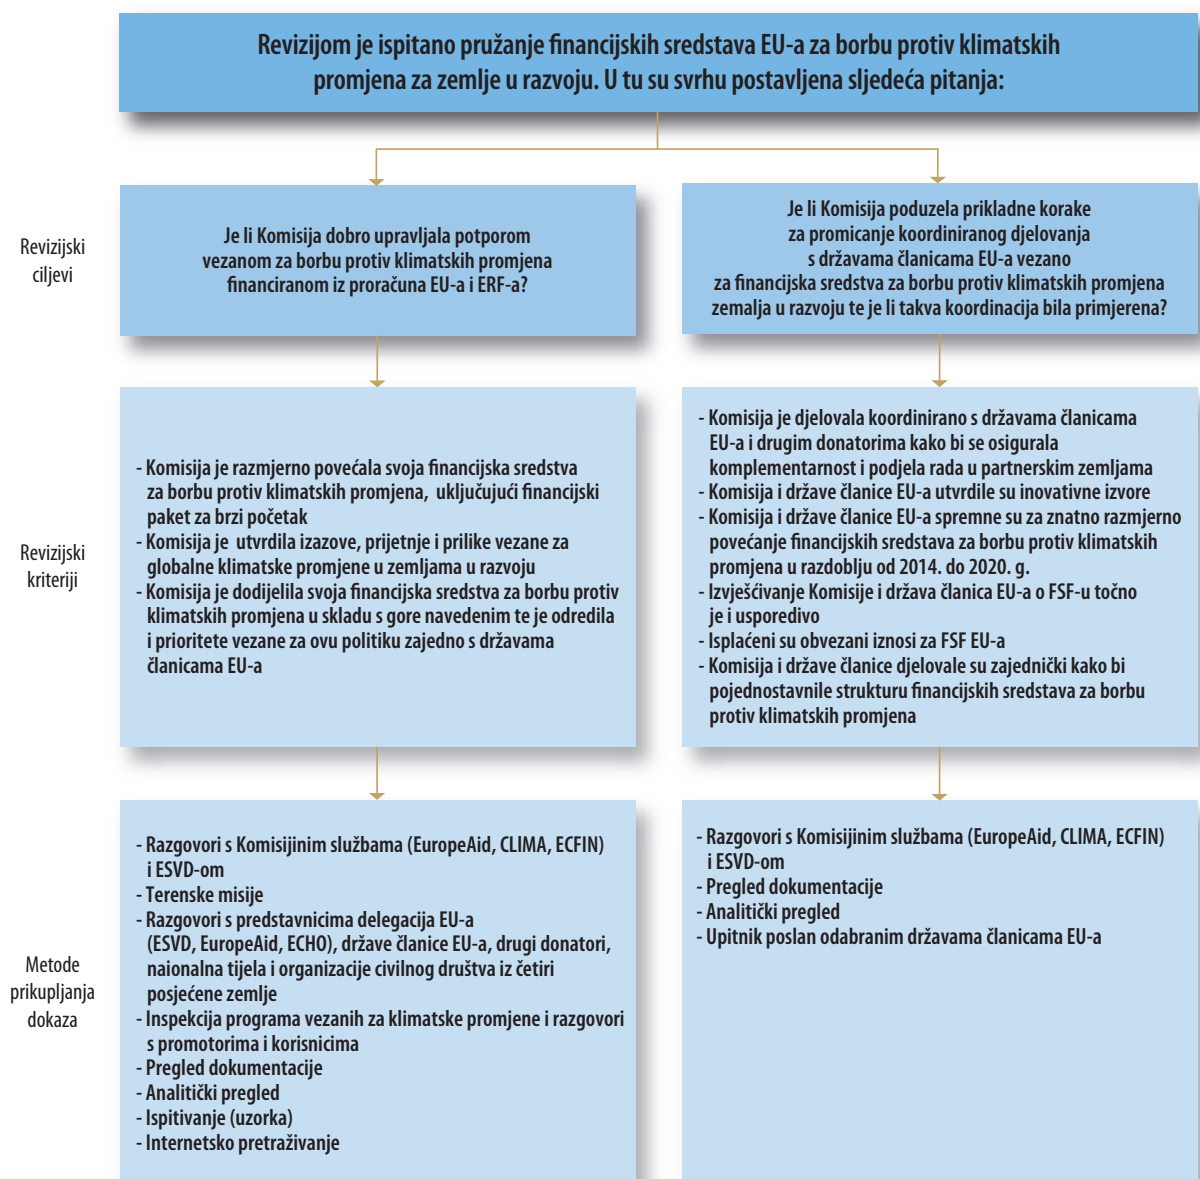 Revizijom je ispitano pružanje financijskih sredstava EU-a za borbu protiv klimatskih
promjena za zemlje u razvoju. U tu su svrhu postavljena sljedeća pitanja:
Revizijski
ciljevi
Je li Komisija dobro upravljala potporom
vezanom za borbu protiv klimatskih promjena
financiranom iz proračuna EU-a i ERF-a?
Je li Komisija poduzela prikladne korake
za promicanje koordiniranog djelovanja
s državama članicama EU-a vezano
za financijska sredstva za borbu protiv klimatskih promjena
zemalja u razvoju te je li takva koordinacija bila primjerena?
Revizijski
kriteriji
- Komisija je razmjerno povećala svoja financijska sredstva
za borbu protiv klimatskih promjena, uključujući financijski
paket za brzi početak
- Komisija je utvrdila izazove, prijetnje i prilike vezane za
globalne klimatske promjene u zemljama u razvoju
- Komisija je dodijelila svoja financijska sredstva za borbu protiv
klimatskih promjena u skladu s gore navedenim te je odredila
i prioritete vezane za ovu politiku zajedno s državama
članicama EU-a
- Komisija je djelovala koordinirano s državama članicama
EU-a i drugim donatorima kako bi se osigurala
komplementarnost i podjela rada u partnerskim zemljama
- Komisija i države članice EU-a utvrdile su inovativne izvore
- Komisija i države članice EU-a spremne su za znatno razmjerno
povećanje financijskih sredstava za borbu protiv klimatskih
promjena u razdoblju od 2014. do 2020. g.
- Izvješćivanje Komisije i država članica EU-a o FSF-u točno
je i usporedivo
- Isplaćeni su obvezani iznosi za FSF EU-a
- Komisija i države članice djelovale su zajednički kako bi
pojednostavnile strukturu financijskih sredstava za borbu
protiv klimatskih promjena
Metode
prikupljanja
dokaza
- Razgovori s Komisijinim službama (EuropeAid, CLIMA, ECFIN)
i ESVD-om
- Terenske misije
- Razgovori s predstavnicima delegacija EU-a
(ESVD, EuropeAid, ECHO), države članice EU-a, drugi donatori,
naionalna tijela i organizacije civilnog društva iz četiri
posjećene zemlje
- Inspekcija programa vezanih za klimatske promjene i razgovori
s promotorima i korisnicima
- Pregled dokumentacije
- Analitički pregled
- Ispitivanje (uzorka)
- Internetsko pretraživanje
- Razgovori s Komisijinim službama (EuropeAid, CLIMA, ECFIN)
i ESVD-om
- Pregled dokumentacije
- Analitički pregled
- Upitnik poslan odabranim državama članicama EU-a